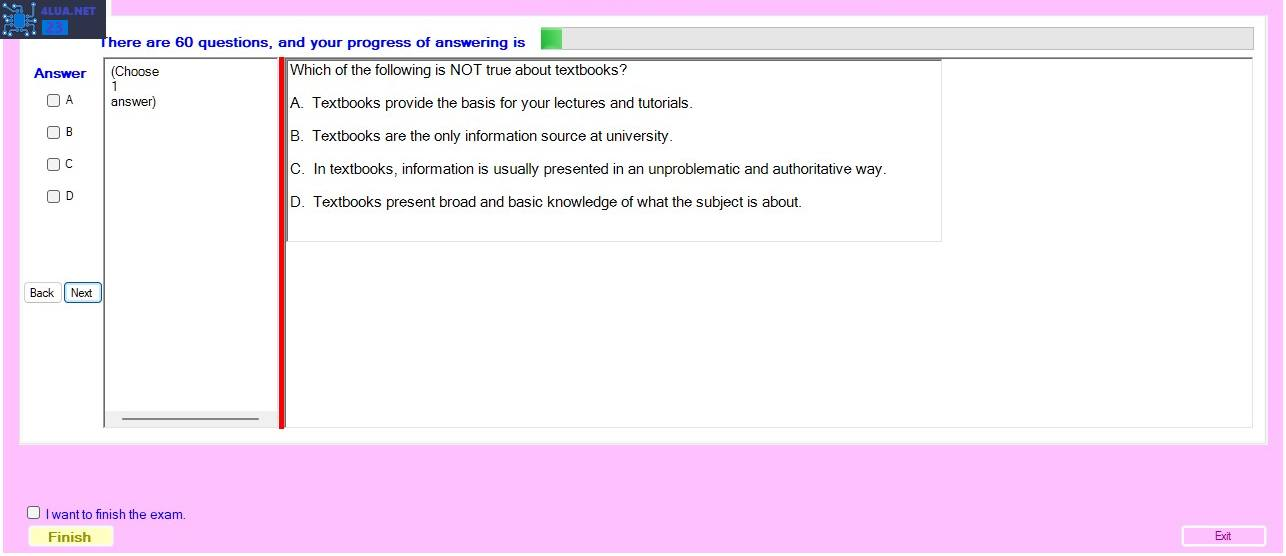 4LUA.NET
23
There are 60 questions, and your progress of answering is
Answer
(Choose
1
answer)
A
B
C
D
Which of the following is NOT true about textbooks?
A. Textbooks provide the basis for your lectures and tutorials.
B. Textbooks are the only information source at university.
C. In textbooks, information is usually presented in an unproblematic and authoritative way.
D. Textbooks present broad and basic knowledge of what the subject is about.
Back Next
I want to finish the exam.
Finish
Exit